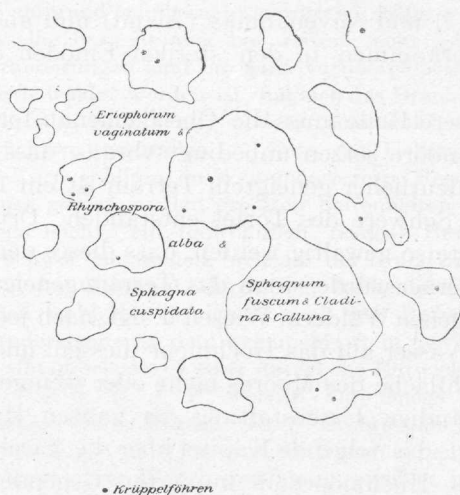 Eriophorum
vaginatum &
Rhynchospora
alba &
Sphagna
cuspidata
Sphagnum
fuscum & Cladi-
na & Calluna
• Krüppelföhren